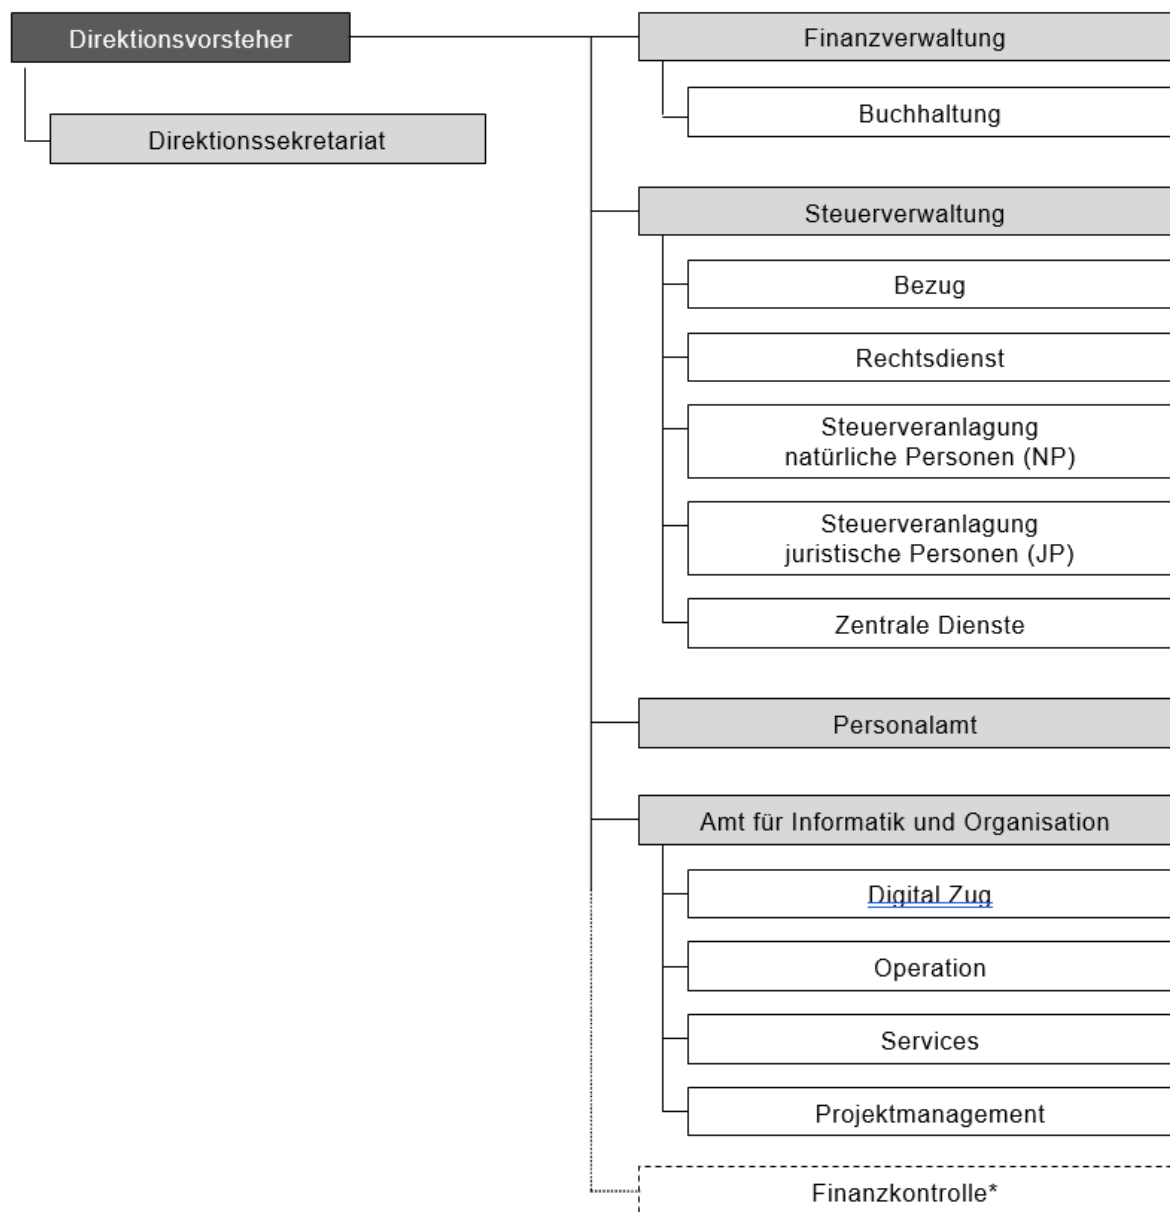 Direktionsvorsteher
Direktionssekretariat
Finanzverwaltung
Buchhaltung
Steuerverwaltung
Bezug
Rechtsdienst
Steuerveranlagung
natürliche Personen (NP)
Steuerveranlagung
juristische Personen (JP)
Zentrale Dienste
Personalamt
Amt für Informatik und Organisation
Digital Zug
Operation
Services
Projektmanagement
Finanzkontrolle*